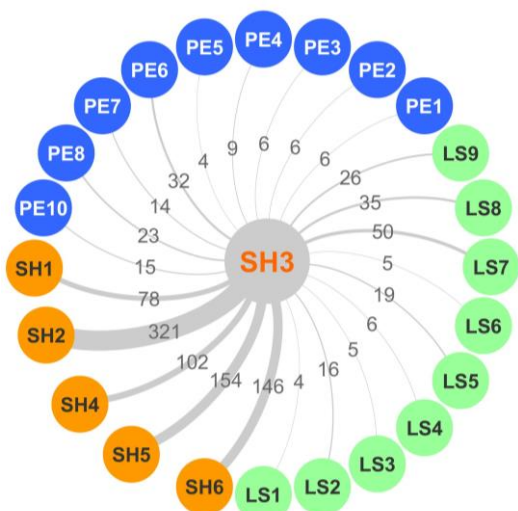 PE4
PE5
PE3
PE6
PE2
PE7
PE1
PE8
LS9
PE10
LS8
SH1
LS7
SH2
LS6
SH4
LS5
SH5
LS4
SH6
LS3
LS1
LS2
SH3
4
9
6
6
6
32
26
14
35
23
50
15
5
78
19
321
6
102
5
154
146
4
16